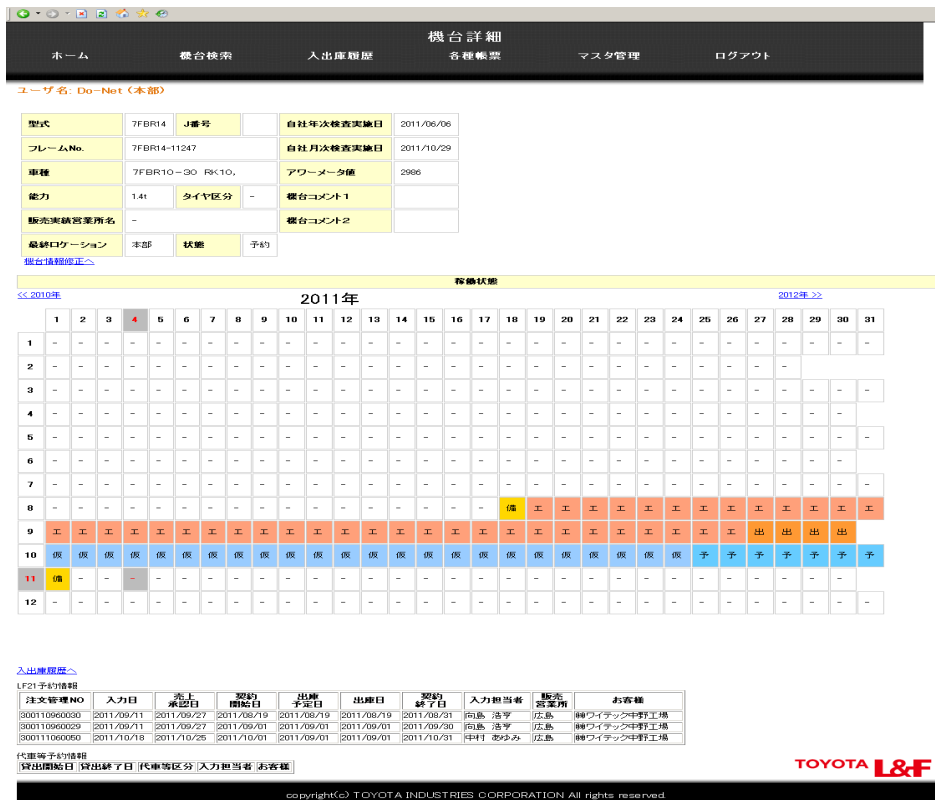 機台詳細
ホーム 機台検索 入出庫履歴 各種帳票 マスタ管理 ログアウト
ユーザ名: Do-Net (本部)
型式 7FBR14 J番号 自社年次検査実施日 2011/06/06
フレームNo. 7FBR14-11247 自社月次検査実施日 2011/10/29
車種 7FBR10-30 RK10, アワーメータ値 2986
能力 1.4t タイヤ区分 - 機台コメント1
販売実績営業所名 - 機台コメント2
最終ロケーション 本部 状態 予約
機台情報修正へ
稼働状態
<< 2010年 2011年 2012年 >>
1 2 3 4 5 6 7 8 9 10 11 12 13 14 15 16 17 18 19 20 21 22 23 24 25 26 27 28 29 30 31
1 - - - - - - - - - - - - - - - - - - - - - - - - - - - - - - -
2 - - - - - - - - - - - - - - - - - - - - - - - - - - - -
3 - - - - - - - - - - - - - - - - - - - - - - - - - - - - - - -
4 - - - - - - - - - - - - - - - - - - - - - - - - - - - - - -
5 - - - - - - - - - - - - - - - - - - - - - - - - - - - - - - -
6 - - - - - - - - - - - - - - - - - - - - - - - - - - - - - -
7 - - - - - - - - - - - - - - - - - - - - - - - - - - - - - - -
8 - - - - - - - - - - - - - - - - - 備 エ エ エ エ エ エ エ エ エ エ エ エ エ
9 エ エ エ エ エ エ エ エ エ エ エ エ エ エ エ エ エ エ エ エ エ エ エ エ エ エ 出 出 出 出
10 仮 仮 仮 仮 仮 仮 仮 仮 仮 仮 仮 仮 仮 仮 仮 仮 仮 仮 仮 仮 仮 仮 仮 仮 予 予 予 予 予 予 予
11 備 - - - - - - - - - - - - - - - - - - - - - - - - - - - - -
12 - - - - - - - - - - - - - - - - - - - - - - - - - - - - - - -
入出庫履歴へ
LF21予約情報
注文管理NO 入力日 売上承認日 契約開始日 出庫予定日 出庫日 契約終了日 入力担当者 販売営業所 お客様
300110960030 2011/09/11 2011/09/27 2011/08/19 2011/08/19 2011/08/19 2011/08/31 向島 浩亨 広島 ㈱ワイテック中野工場
300110960029 2011/09/11 2011/09/27 2011/09/01 2011/09/01 2011/09/01 2011/09/30 向島 浩亨 広島 ㈱ワイテック中野工場
300111060050 2011/10/18 2011/10/25 2011/10/01 2011/09/01 2011/09/01 2011/10/31 中村 あゆみ 広島 ㈱ワイテック中野工場
代車等予約情報
貸出開始日 貸出終了日 代車等区分 入力担当者 お客様
TOYOTA L&F
copyright(c) TOYOTA INDUSTRIES CORPORATION All rights reserved.